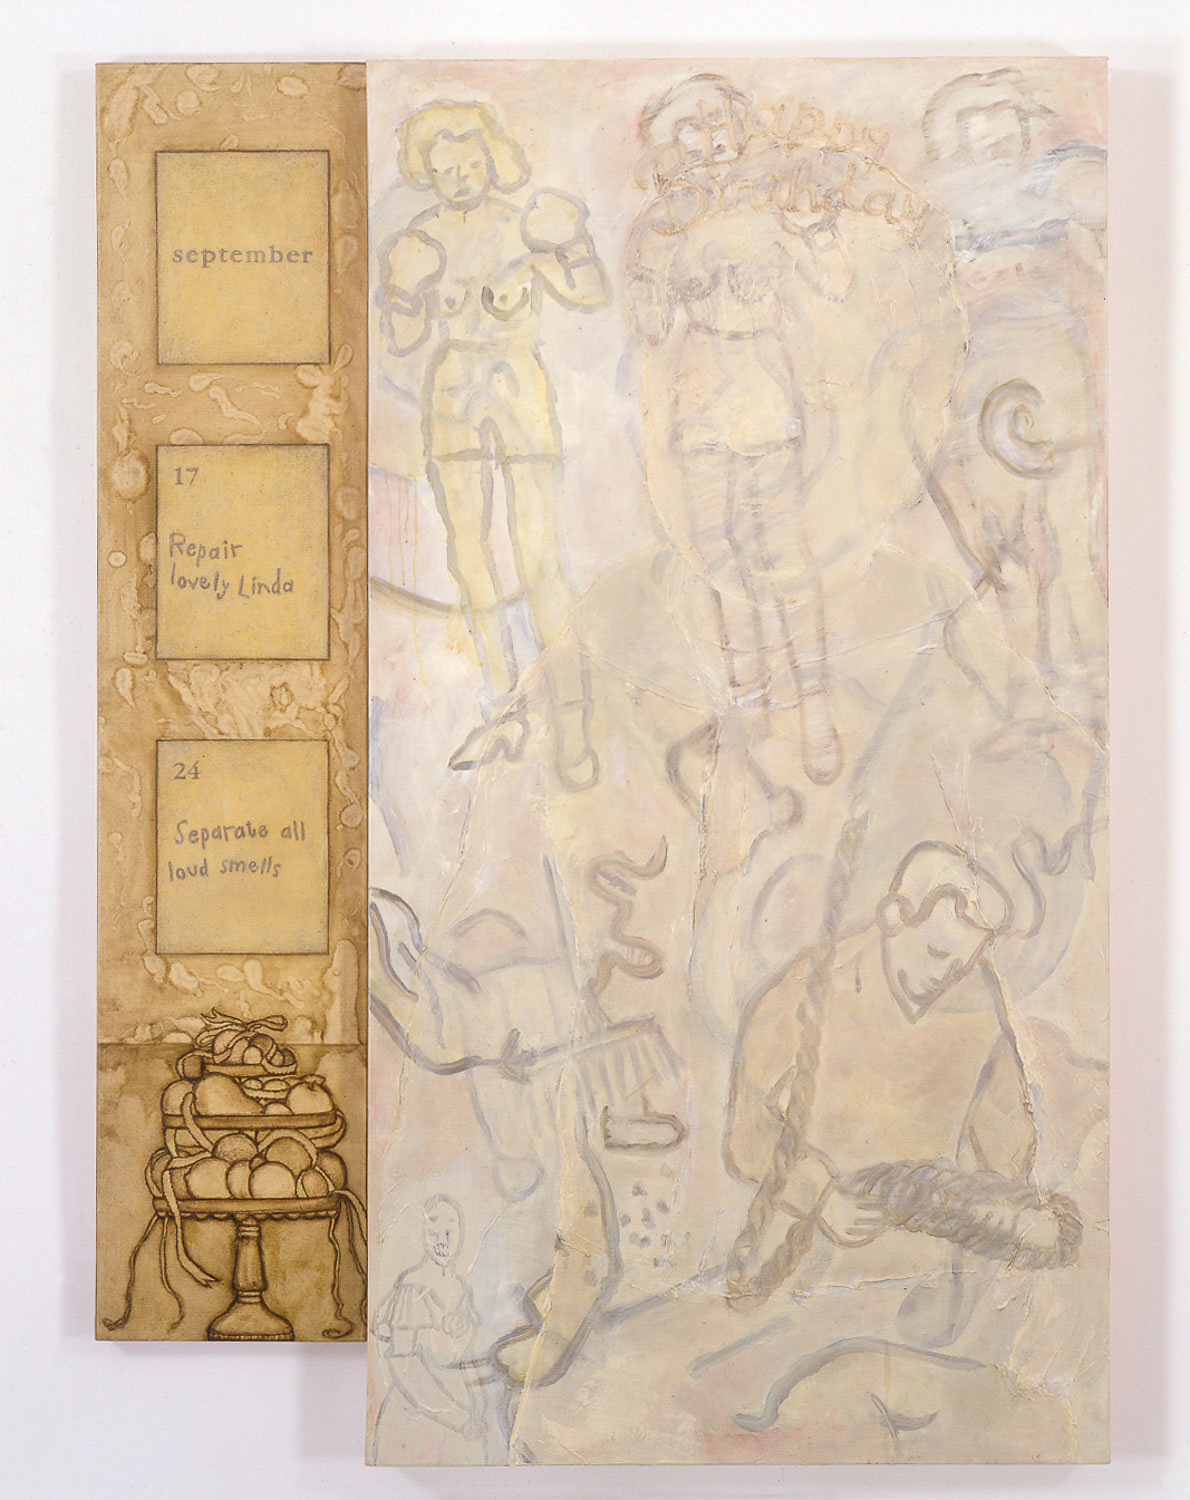 september
17
Repair
lovely Linda
24
Separate all
loud smells
happy
birthday